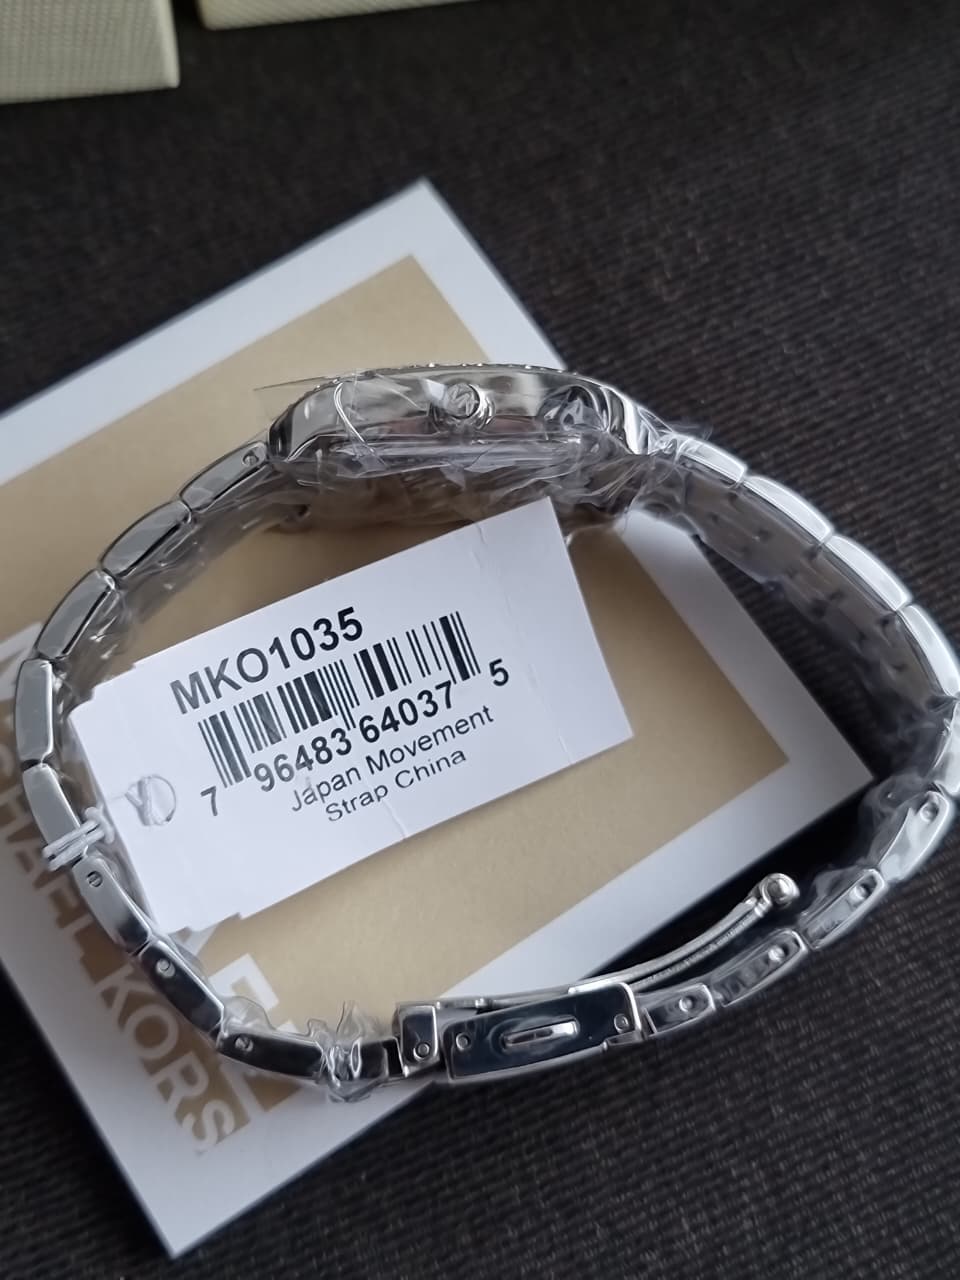 MKO1035
7 96483 64037 5
Japan Movement
Strap China
MICHAEL KORS